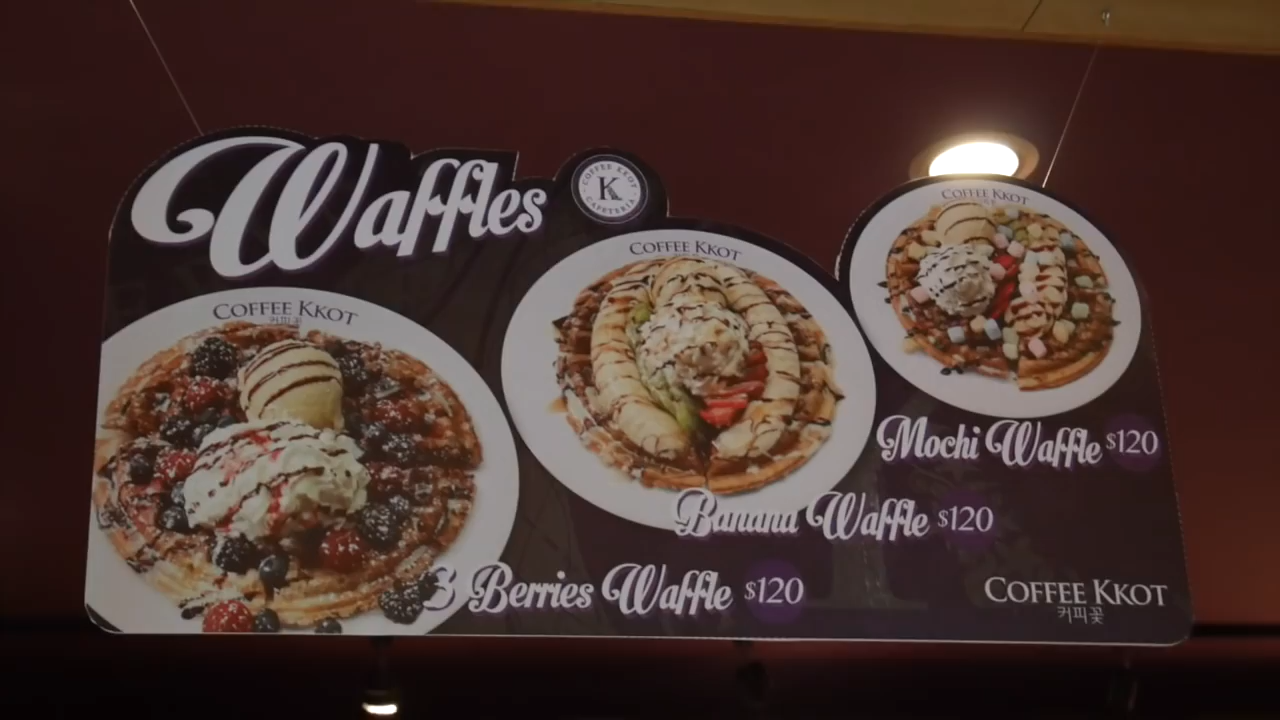 Waffles
COFFEE KKOT
K
CAFETERIA
COFFEE KKOT
커피꽃
COFFEE KKOT
COFFEE KKOT
Mochi Waffle $120
Banana Waffle $120
3 Berries Waffle $120
COFFEE KKOT
커피꽃